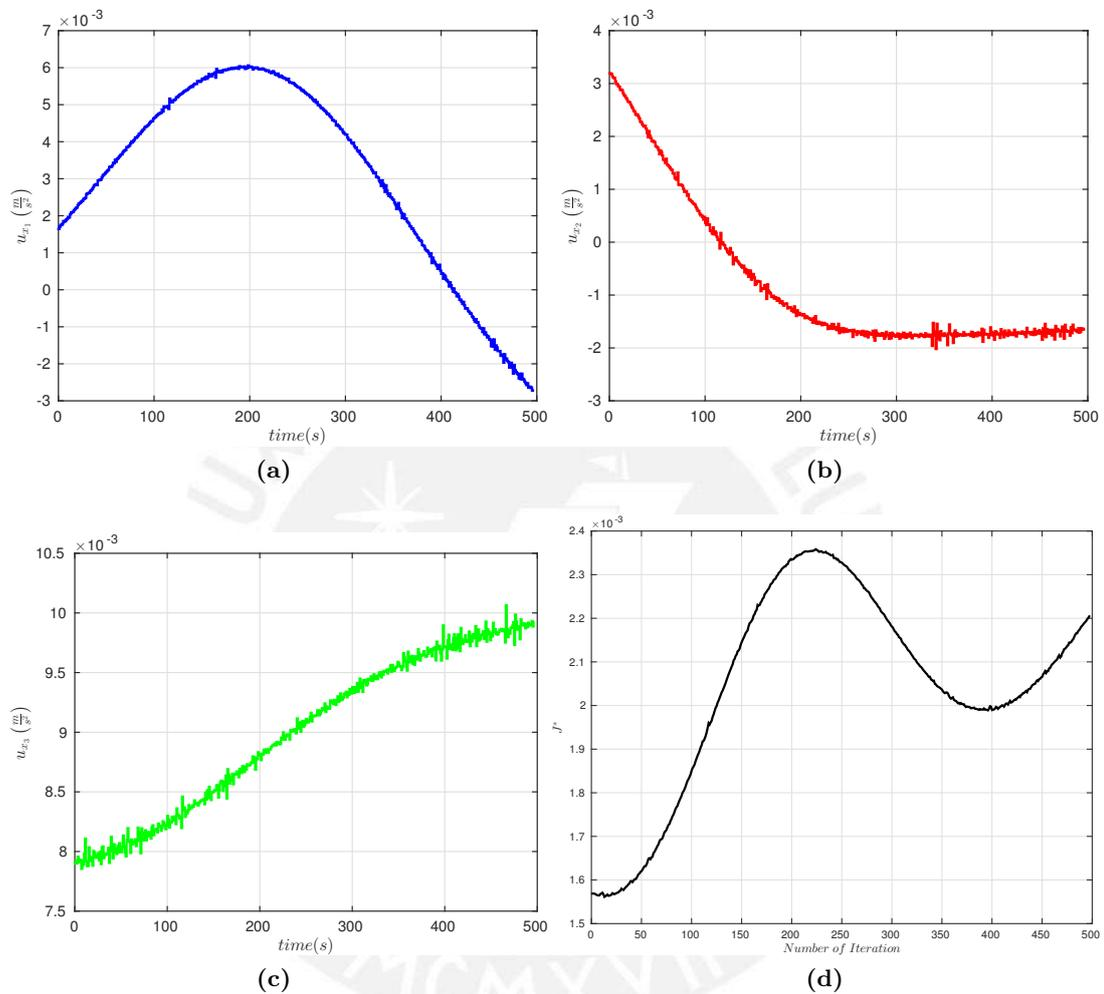 ×10⁻³
7
6
5
4
3
2
1
0
-1
-2
-3
u_{x_1} (m/s²)
0 100 200 300 400 500
time(s)
(a)
×10⁻³
4
3
2
1
0
-1
-2
-3
u_{x_2} (m/s²)
0 100 200 300 400 500
time(s)
(b)
×10⁻³
10.5
10
9.5
9
8.5
8
7.5
u_{x_3} (m/s²)
0 100 200 300 400 500
time(s)
(c)
×10⁻³
2.4
2.3
2.2
2.1
2
1.9
1.8
1.7
1.6
1.5
J*
0 50 100 150 200 250 300 350 400 450 500
Number of Iteration
(d)
MCMXVII